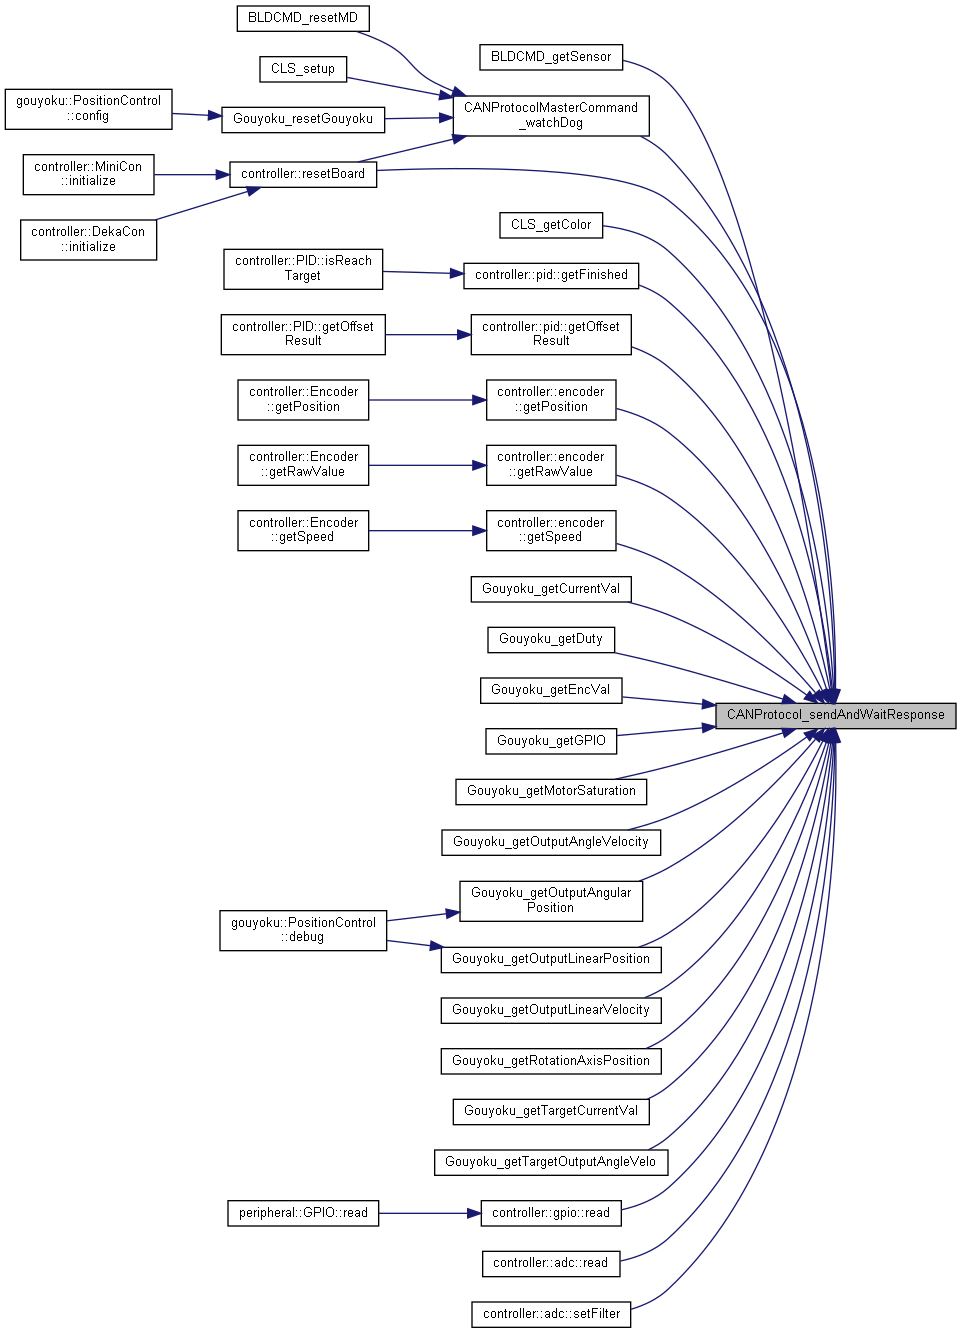 BLDCMD_resetMD
BLDCMD_getSensor
CLS_setup
gouyoku::PositionControl
::config
Gouyoku_resetGouyoku
CANProtocolMasterCommand
_watchDog
controller::MiniCon
::initialize
controller::resetBoard
controller::DekaCon
::initialize
CLS_getColor
controller::PID::isReach
Target
controller::pid::getFinished
controller::PID::getOffset
Result
controller::pid::getOffset
Result
controller::Encoder
::getPosition
controller::encoder
::getPosition
controller::Encoder
::getRawValue
controller::encoder
::getRawValue
controller::Encoder
::getSpeed
controller::encoder
::getSpeed
Gouyoku_getCurrentVal
Gouyoku_getDuty
Gouyoku_getEncVal
CANProtocol_sendAndWaitResponse
Gouyoku_getGPIO
Gouyoku_getMotorSaturation
Gouyoku_getOutputAngleVelocity
Gouyoku_getOutputAngular
Position
gouyoku::PositionControl
::debug
Gouyoku_getOutputLinearPosition
Gouyoku_getOutputLinearVelocity
Gouyoku_getRotationAxisPosition
Gouyoku_getTargetCurrentVal
Gouyoku_getTargetOutputAngleVelo
peripheral::GPIO::read
controller::gpio::read
controller::adc::read
controller::adc::setFilter